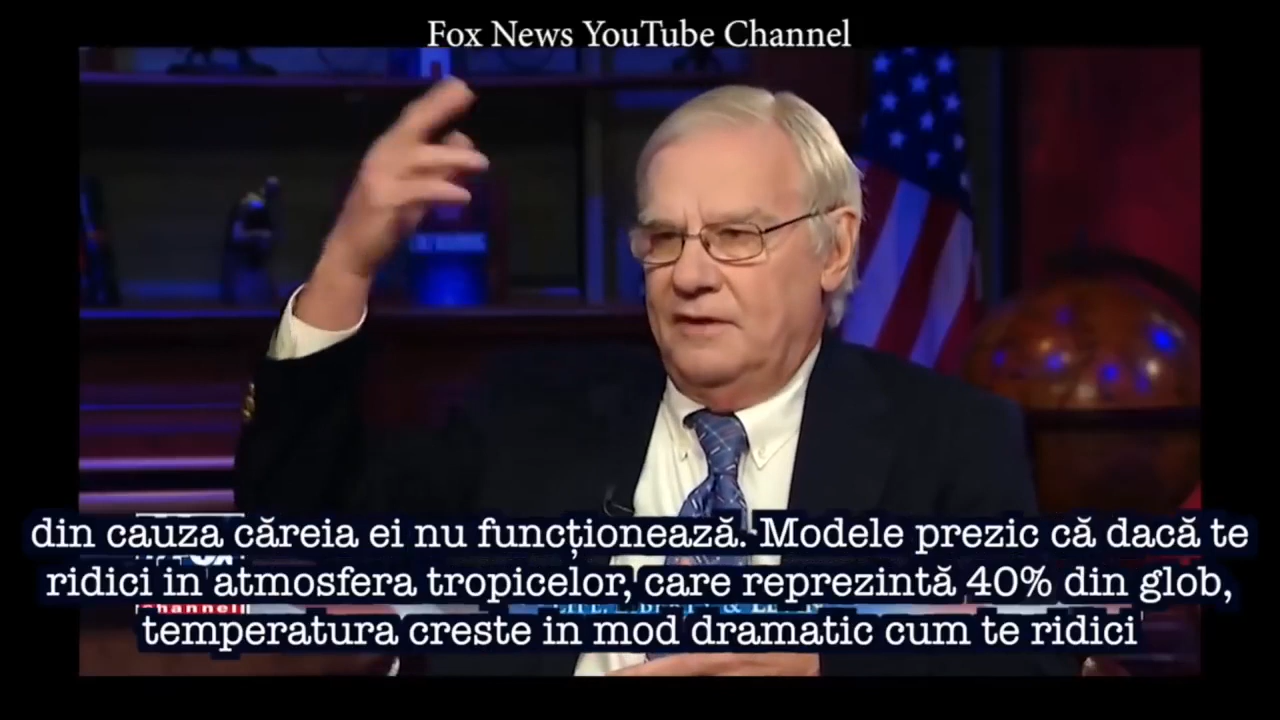 Fox News YouTube Channel
din cauza căreia ei nu funcționează. Modele prezic că dacă te
ridici in atmosfera tropicelor, care reprezintă 40% din glob,
temperatura creste in mod dramatic cum te ridici
Channel